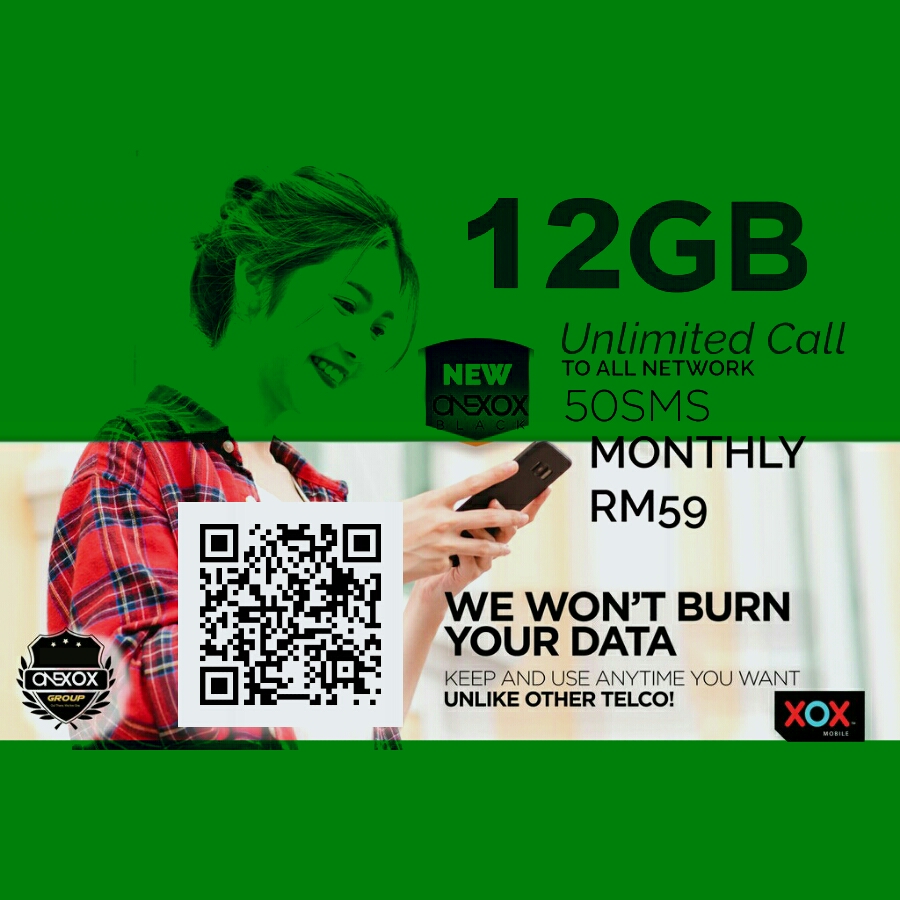 12GB
Unlimited Call
TO ALL NETWORK
50SMS
MONTHLY
RM59
NEW
ONEXOX
BLACK
WE WON'T BURN
YOUR DATA
KEEP AND USE ANYTIME YOU WANT
UNLIKE OTHER TELCO!
ONEXOX
GROUP
XOX
MOBILE